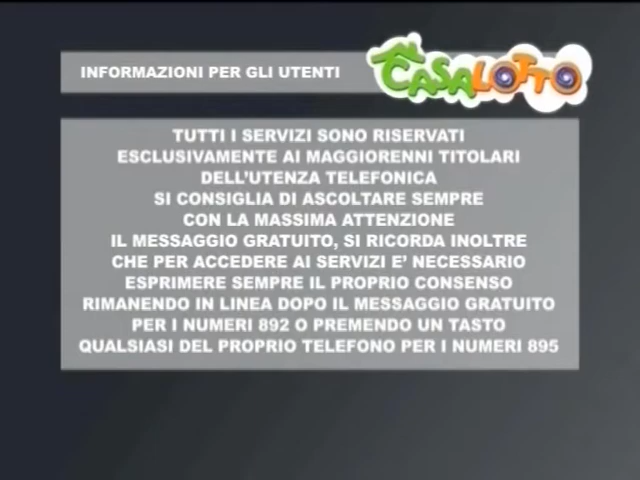 INFORMAZIONI PER GLI UTENTI
CASALOTTO
TUTTI I SERVIZI SONO RISERVATI
ESCLUSIVAMENTE AI MAGGIORENNI TITOLARI
DELL'UTENZA TELEFONICA
SI CONSIGLIA DI ASCOLTARE SEMPRE
CON LA MASSIMA ATTENZIONE
IL MESSAGGIO GRATUITO, SI RICORDA INOLTRE
CHE PER ACCEDERE AI SERVIZI E' NECESSARIO
ESPRIMERE SEMPRE IL PROPRIO CONSENSO
RIMANENDO IN LINEA DOPO IL MESSAGGIO GRATUITO
PER I NUMERI 892 O PREMENDO UN TASTO
QUALSIASI DEL PROPRIO TELEFONO PER I NUMERI 895